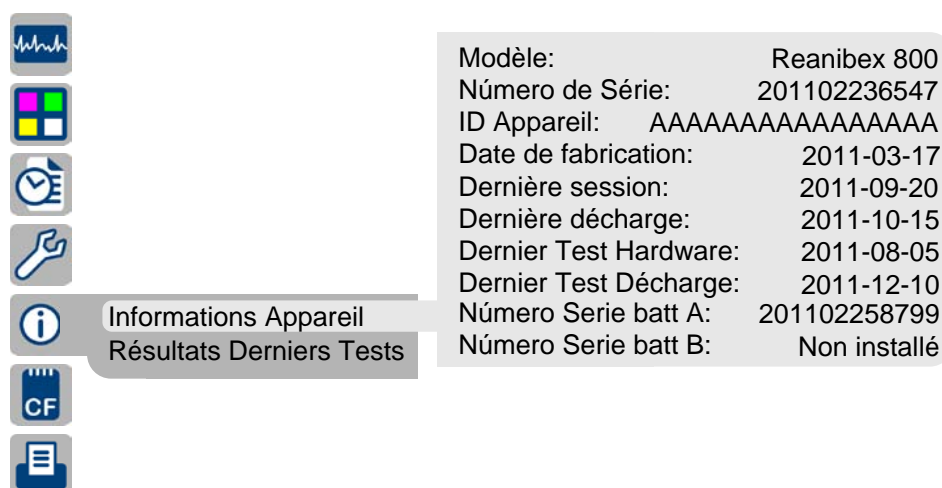 Modèle: Reanibex 800
Número de Série: 201102236547
ID Appareil: AAAAAAAAAAAAAAAA
Date de fabrication: 2011-03-17
Dernière session: 2011-09-20
Dernière décharge: 2011-10-15
Dernier Test Hardware: 2011-08-05
Dernier Test Décharge: 2011-12-10
Número Serie batt A: 201102258799
Número Serie batt B: Non installé
Informations Appareil
Résultats Derniers Tests
CF